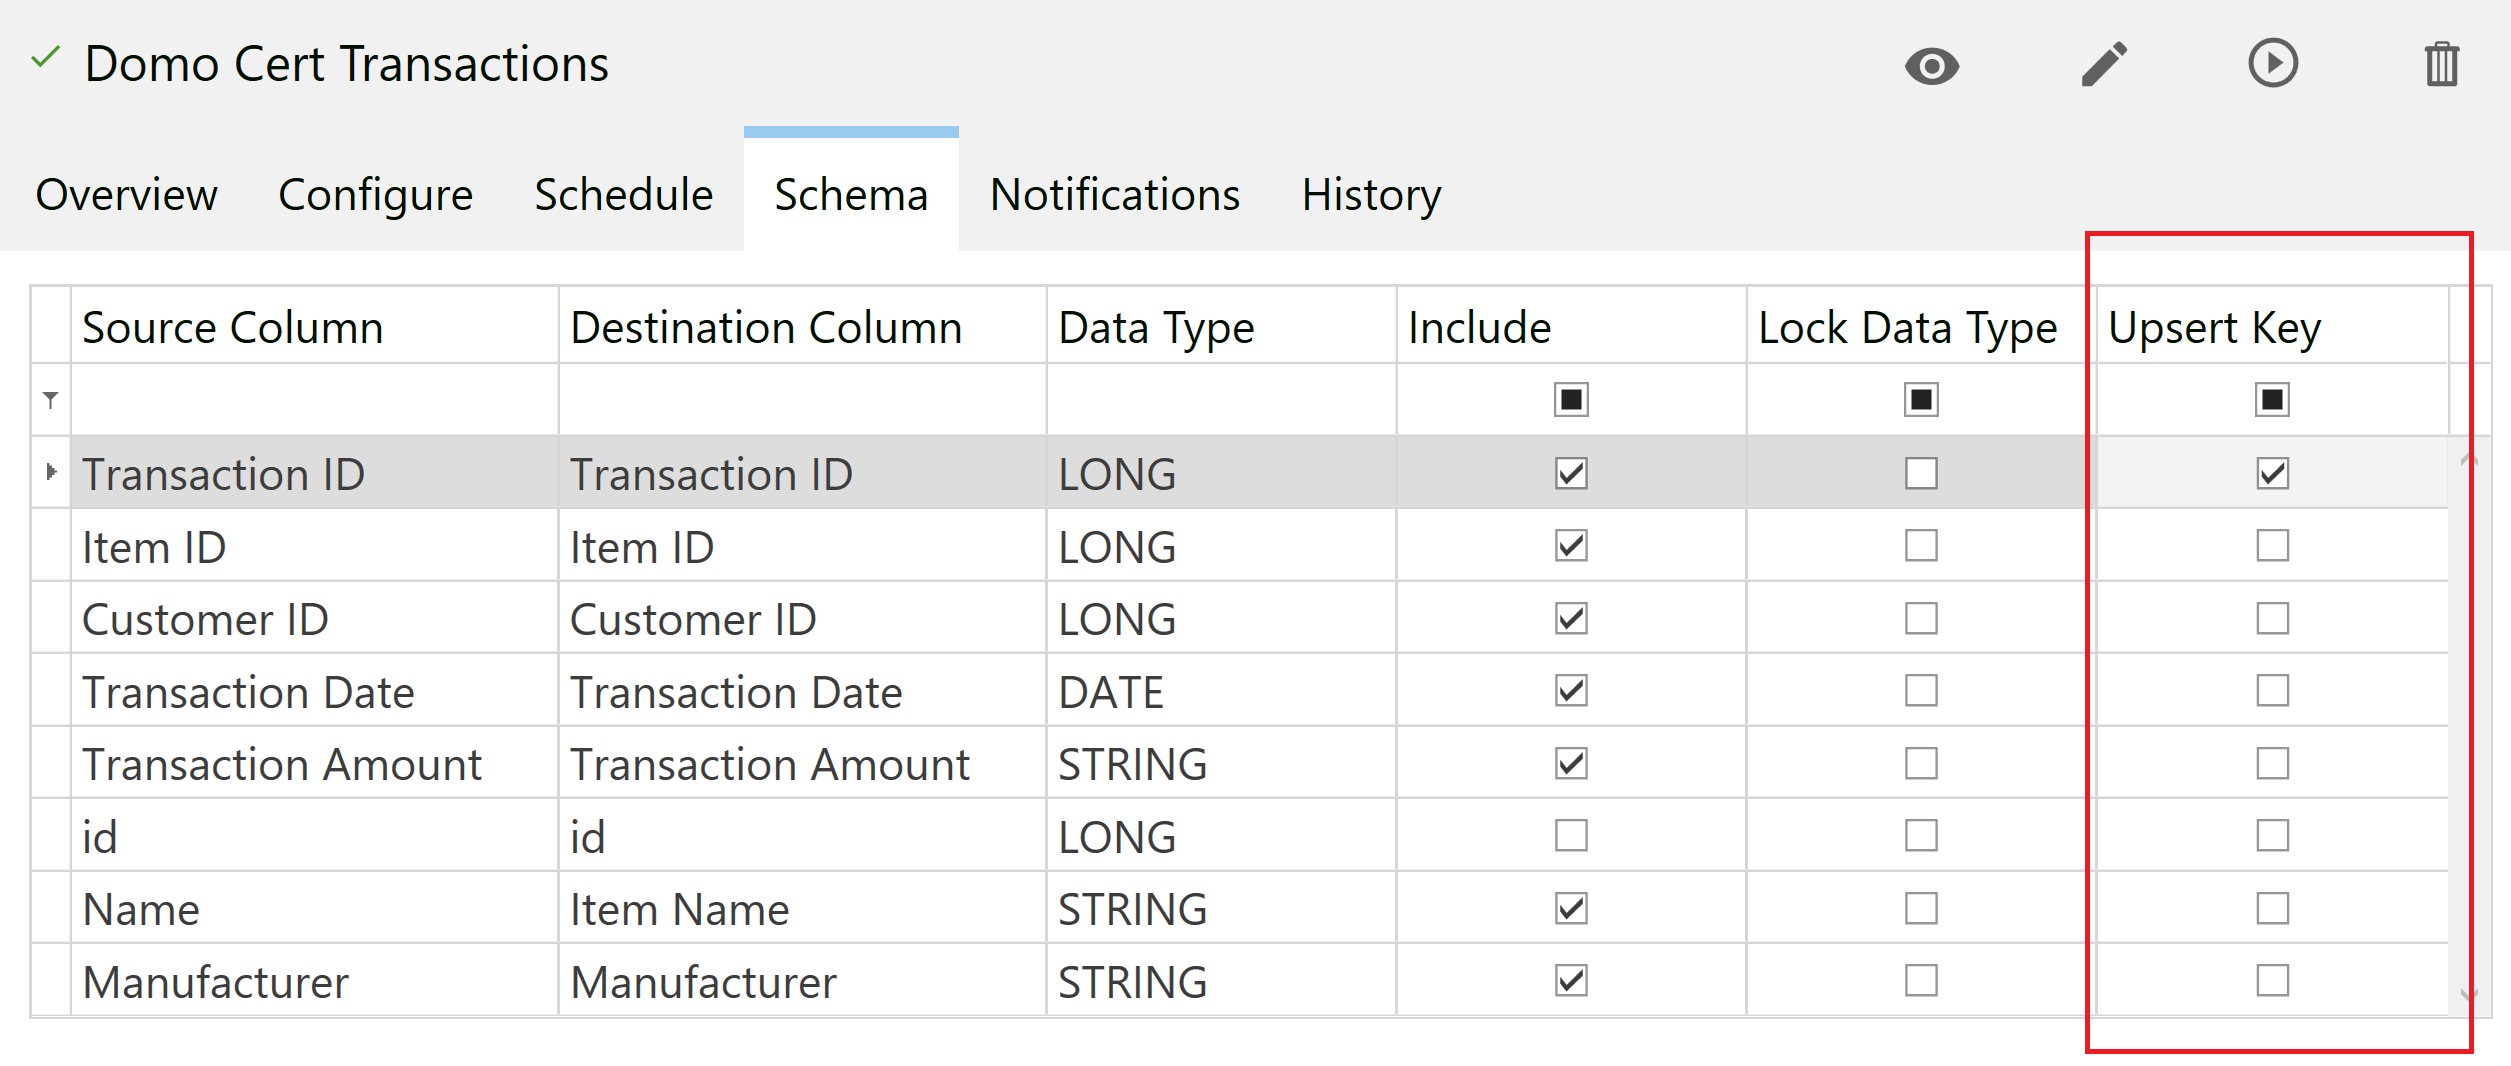 Domo Cert Transactions
Overview Configure Schedule Schema Notifications History
Source Column Destination Column Data Type Include Lock Data Type Upsert Key
Transaction ID Transaction ID LONG
Item ID Item ID LONG
Customer ID Customer ID LONG
Transaction Date Transaction Date DATE
Transaction Amount Transaction Amount STRING
id id LONG
Name Item Name STRING
Manufacturer Manufacturer STRING